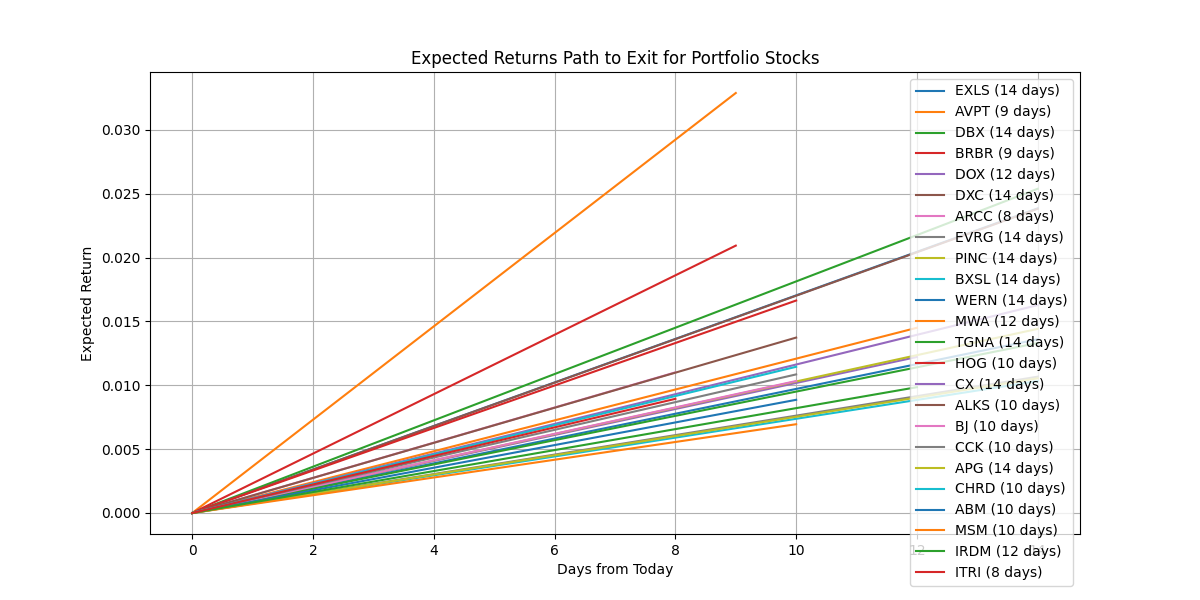 Expected Returns Path to Exit for Portfolio Stocks
Expected Return
0.030
0.025
0.020
0.015
0.010
0.005
0.000
0 2 4 6 8 10 12
Days from Today
EXLS (14 days)
AVPT (9 days)
DBX (14 days)
BRBR (9 days)
DOX (12 days)
DXC (14 days)
ARCC (8 days)
EVRG (14 days)
PINC (14 days)
BXSL (14 days)
WERN (14 days)
MWA (12 days)
TGNA (14 days)
HOG (10 days)
CX (14 days)
ALKS (10 days)
BJ (10 days)
CCK (10 days)
APG (14 days)
CHRD (10 days)
ABM (10 days)
MSM (10 days)
IRDM (12 days)
ITRI (8 days)